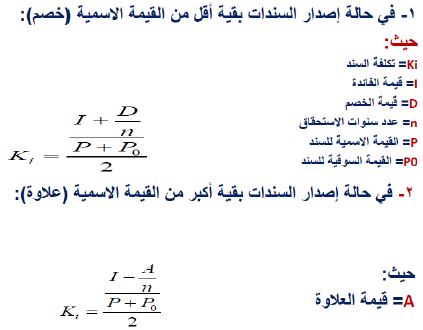 ١- في حالة إصدار السندات بقية أقل من القيمة الاسمية (خصم):
حيث:
Ki= تكلفة السند
I= قيمة الفائدة
D= قيمة الخصم
n= عدد سنوات الاستحقاق
P= القيمة الاسمية للسند
P0= القيمة السوقية للسند
K_i = (I + D/n) / ((P + P_0)/2)
٢- في حالة إصدار السندات بقية أكبر من القيمة الاسمية (علاوة):
حيث:
A= قيمة العلاوة
K_i = (I − A/n) / ((P + P_0)/2)